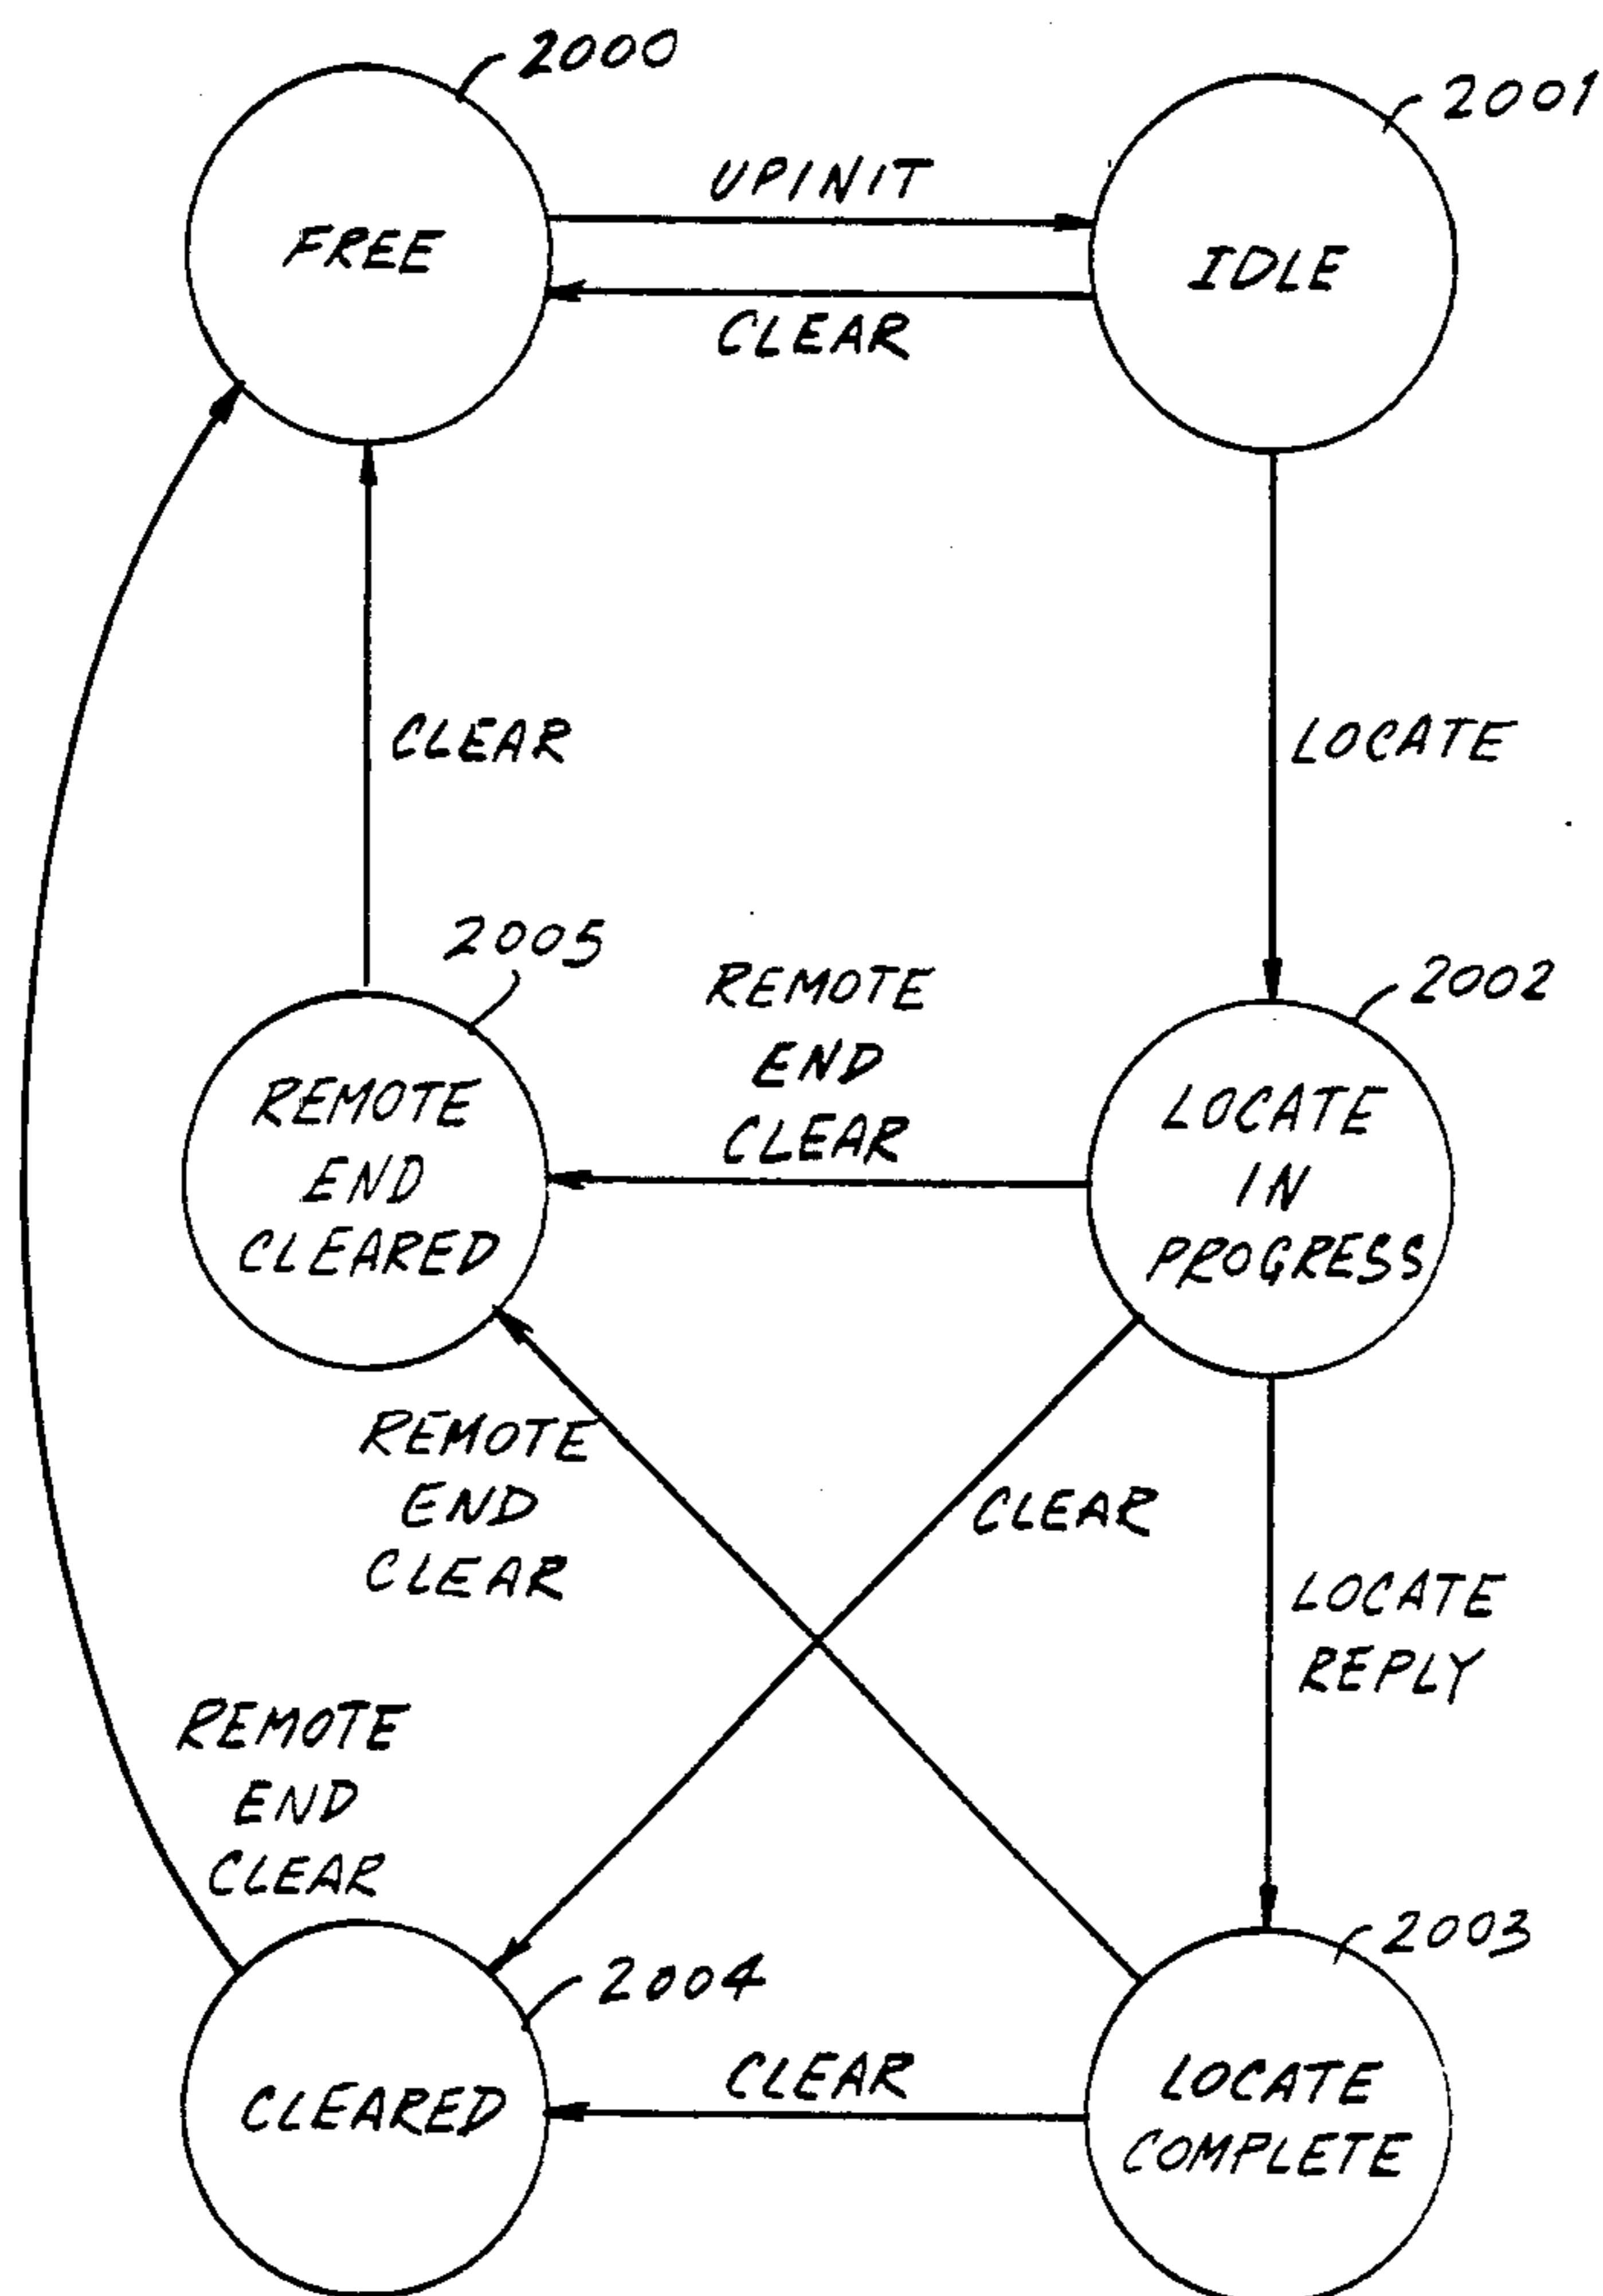 2000
2001
UPINIT
FREE
IDLE
CLEAR
CLEAR
LOCATE
2005
REMOTE
END
CLEAR
2002
REMOTE
END
CLEARED
LOCATE
IN
PROGRESS
REMOTE
END
CLEAR
CLEAR
LOCATE
REPLY
REMOTE
END
CLEAR
2003
2004
CLEAR
CLEARED
LOCATE
COMPLETE